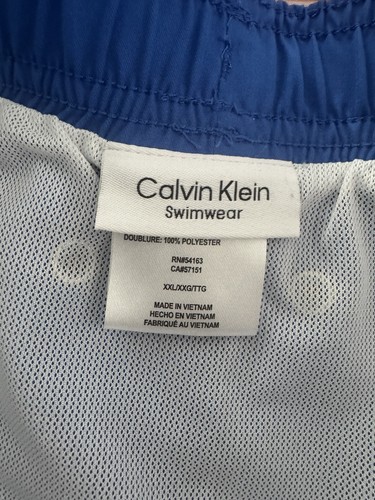 Calvin Klein
Swimwear
DOUBLURE: 100% POLYESTER
RN#54163
CA#57151
XXL/XXG/TTG
MADE IN VIETNAM
HECHO EN VIETNAM
FABRIQUÉ AU VIETNAM